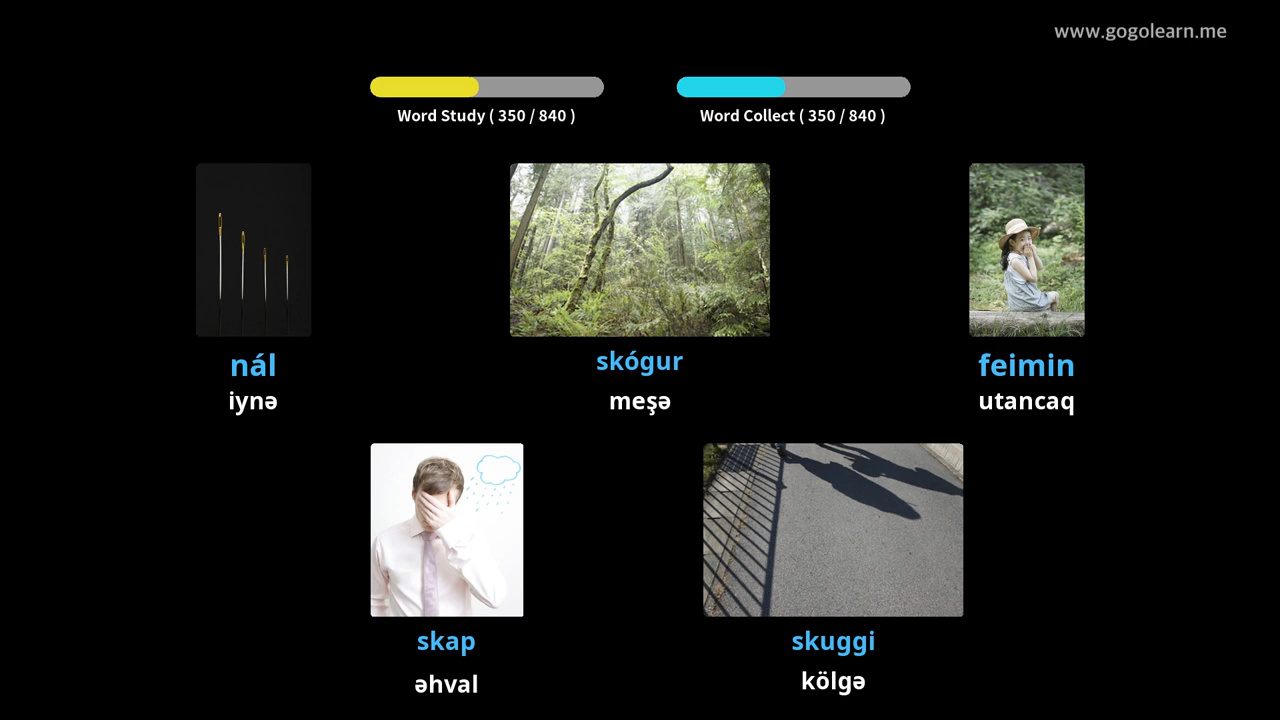 www.gogolearn.me
Word Study ( 350 / 840 )
Word Collect ( 350 / 840 )
nál
iynə
skógur
meşə
feimin
utancaq
skap
əhval
skuggi
kölgə